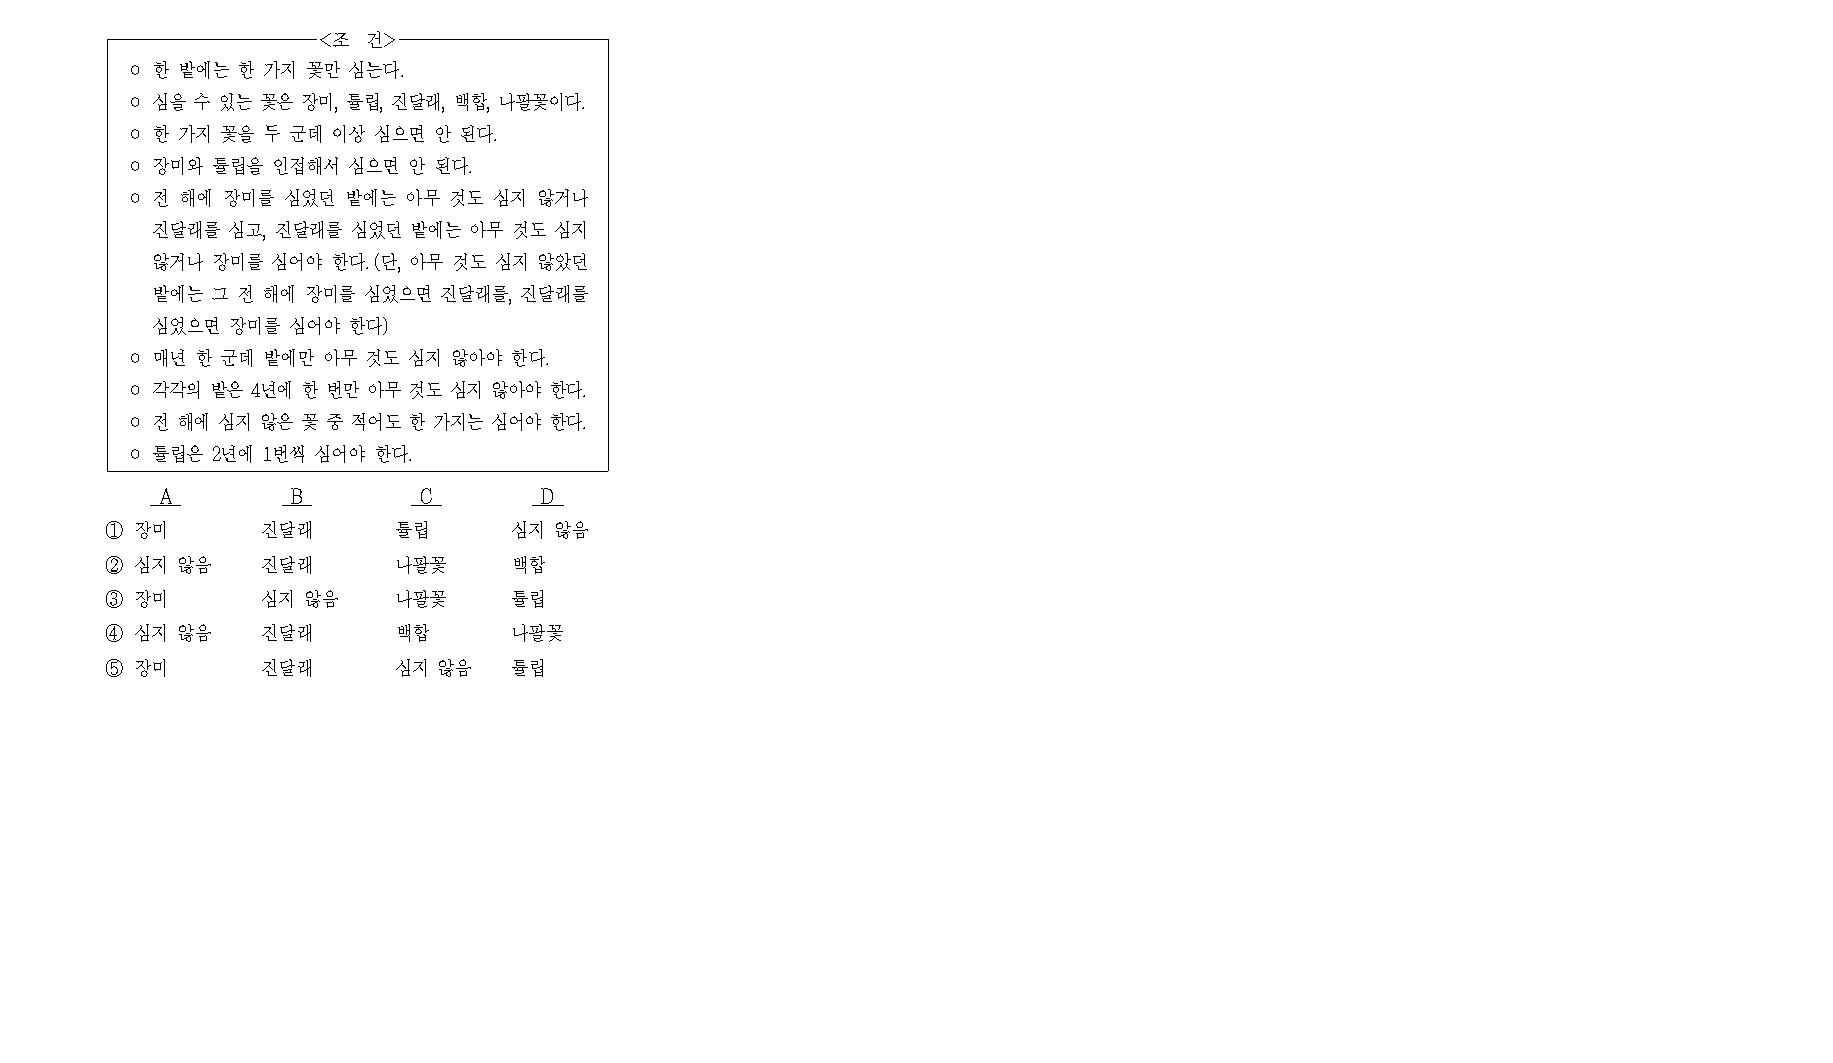 <조 건>
○ 한 밭에는 한 가지 꽃만 심는다.
○ 심을 수 있는 꽃은 장미, 튤립, 진달래, 백합, 나팔꽃이다.
○ 한 가지 꽃을 두 군데 이상 심으면 안 된다.
○ 장미와 튤립을 인접해서 심으면 안 된다.
○ 전 해에 장미를 심었던 밭에는 아무 것도 심지 않거나
진달래를 심고, 진달래를 심었던 밭에는 아무 것도 심지
않거나 장미를 심어야 한다.(단, 아무 것도 심지 않았던
밭에는 그 전 해에 장미를 심었으면 진달래를, 진달래를
심었으면 장미를 심어야 한다)
○ 매년 한 군데 밭에만 아무 것도 심지 않아야 한다.
○ 각각의 밭은 4년에 한 번만 아무 것도 심지 않아야 한다.
○ 전 해에 심지 않은 꽃 중 적어도 한 가지는 심어야 한다.
○ 튤립은 2년에 1번씩 심어야 한다.
A B C D
① 장미 진달래 튤립 심지 않음
② 심지 않음 진달래 나팔꽃 백합
③ 장미 심지 않음 나팔꽃 튤립
④ 심지 않음 진달래 백합 나팔꽃
⑤ 장미 진달래 심지 않음 튤립